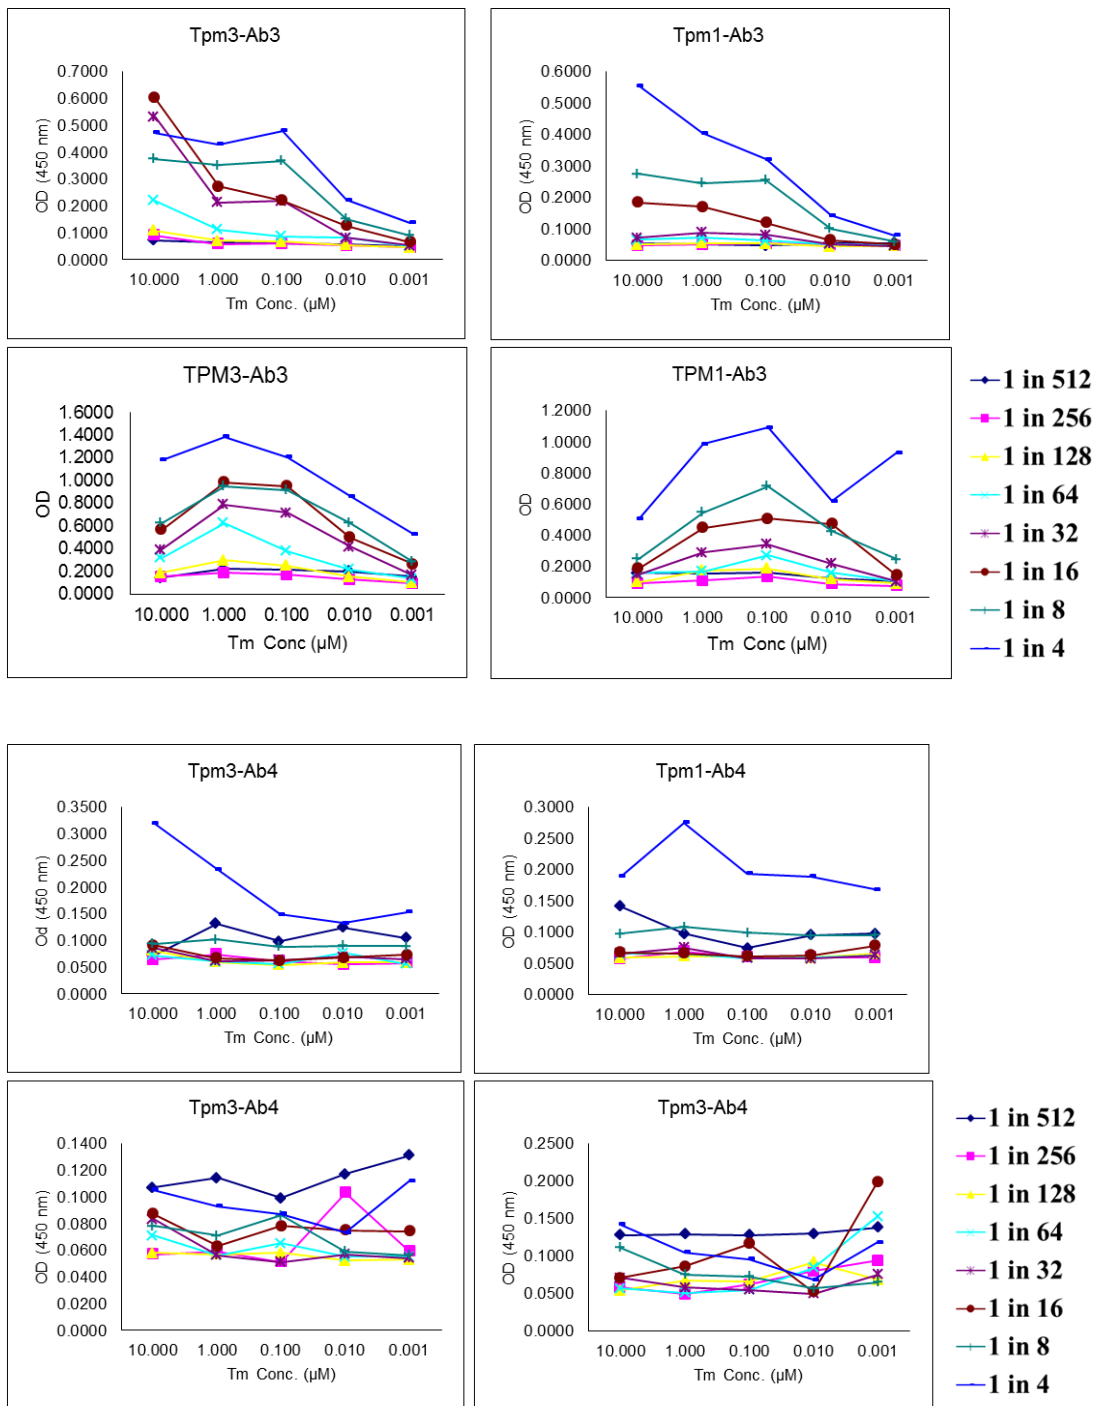 Tpm3-Ab3
0.7000
0.6000
0.5000
0.4000
0.3000
0.2000
0.1000
0.0000
OD (450 nm)
10.000 1.000 0.100 0.010 0.001
Tm Conc. (µM)
Tpm1-Ab3
0.6000
0.5000
0.4000
0.3000
0.2000
0.1000
0.0000
OD (450 nm)
10.000 1.000 0.100 0.010 0.001
Tm Conc. (µM)
TPM3-Ab3
1.6000
1.4000
1.2000
1.0000
0.8000
0.6000
0.4000
0.2000
0.0000
OD
10.000 1.000 0.100 0.010 0.001
Tm Conc (µM)
TPM1-Ab3
1.2000
1.0000
0.8000
0.6000
0.4000
0.2000
0.0000
OD
10.000 1.000 0.100 0.010 0.001
Tm Conc (µM)
1 in 512
1 in 256
1 in 128
1 in 64
1 in 32
1 in 16
1 in 8
1 in 4
Tpm3-Ab4
0.3500
0.3000
0.2500
0.2000
0.1500
0.1000
0.0500
0.0000
Od (450 nm)
10.000 1.000 0.100 0.010 0.001
Tm Conc. (µM)
Tpm1-Ab4
0.3000
0.2500
0.2000
0.1500
0.1000
0.0500
0.0000
OD (450 nm)
10.000 1.000 0.100 0.010 0.001
Tm Conc. (µM)
Tpm3-Ab4
0.1400
0.1200
0.1000
0.0800
0.0600
0.0400
0.0200
0.0000
OD (450 nm)
10.000 1.000 0.100 0.010 0.001
Tm Conc. (µM)
Tpm3-Ab4
0.2500
0.2000
0.1500
0.1000
0.0500
0.0000
OD (450 nm)
10.000 1.000 0.100 0.010 0.001
Tm Conc. (µM)
1 in 512
1 in 256
1 in 128
1 in 64
1 in 32
1 in 16
1 in 8
1 in 4